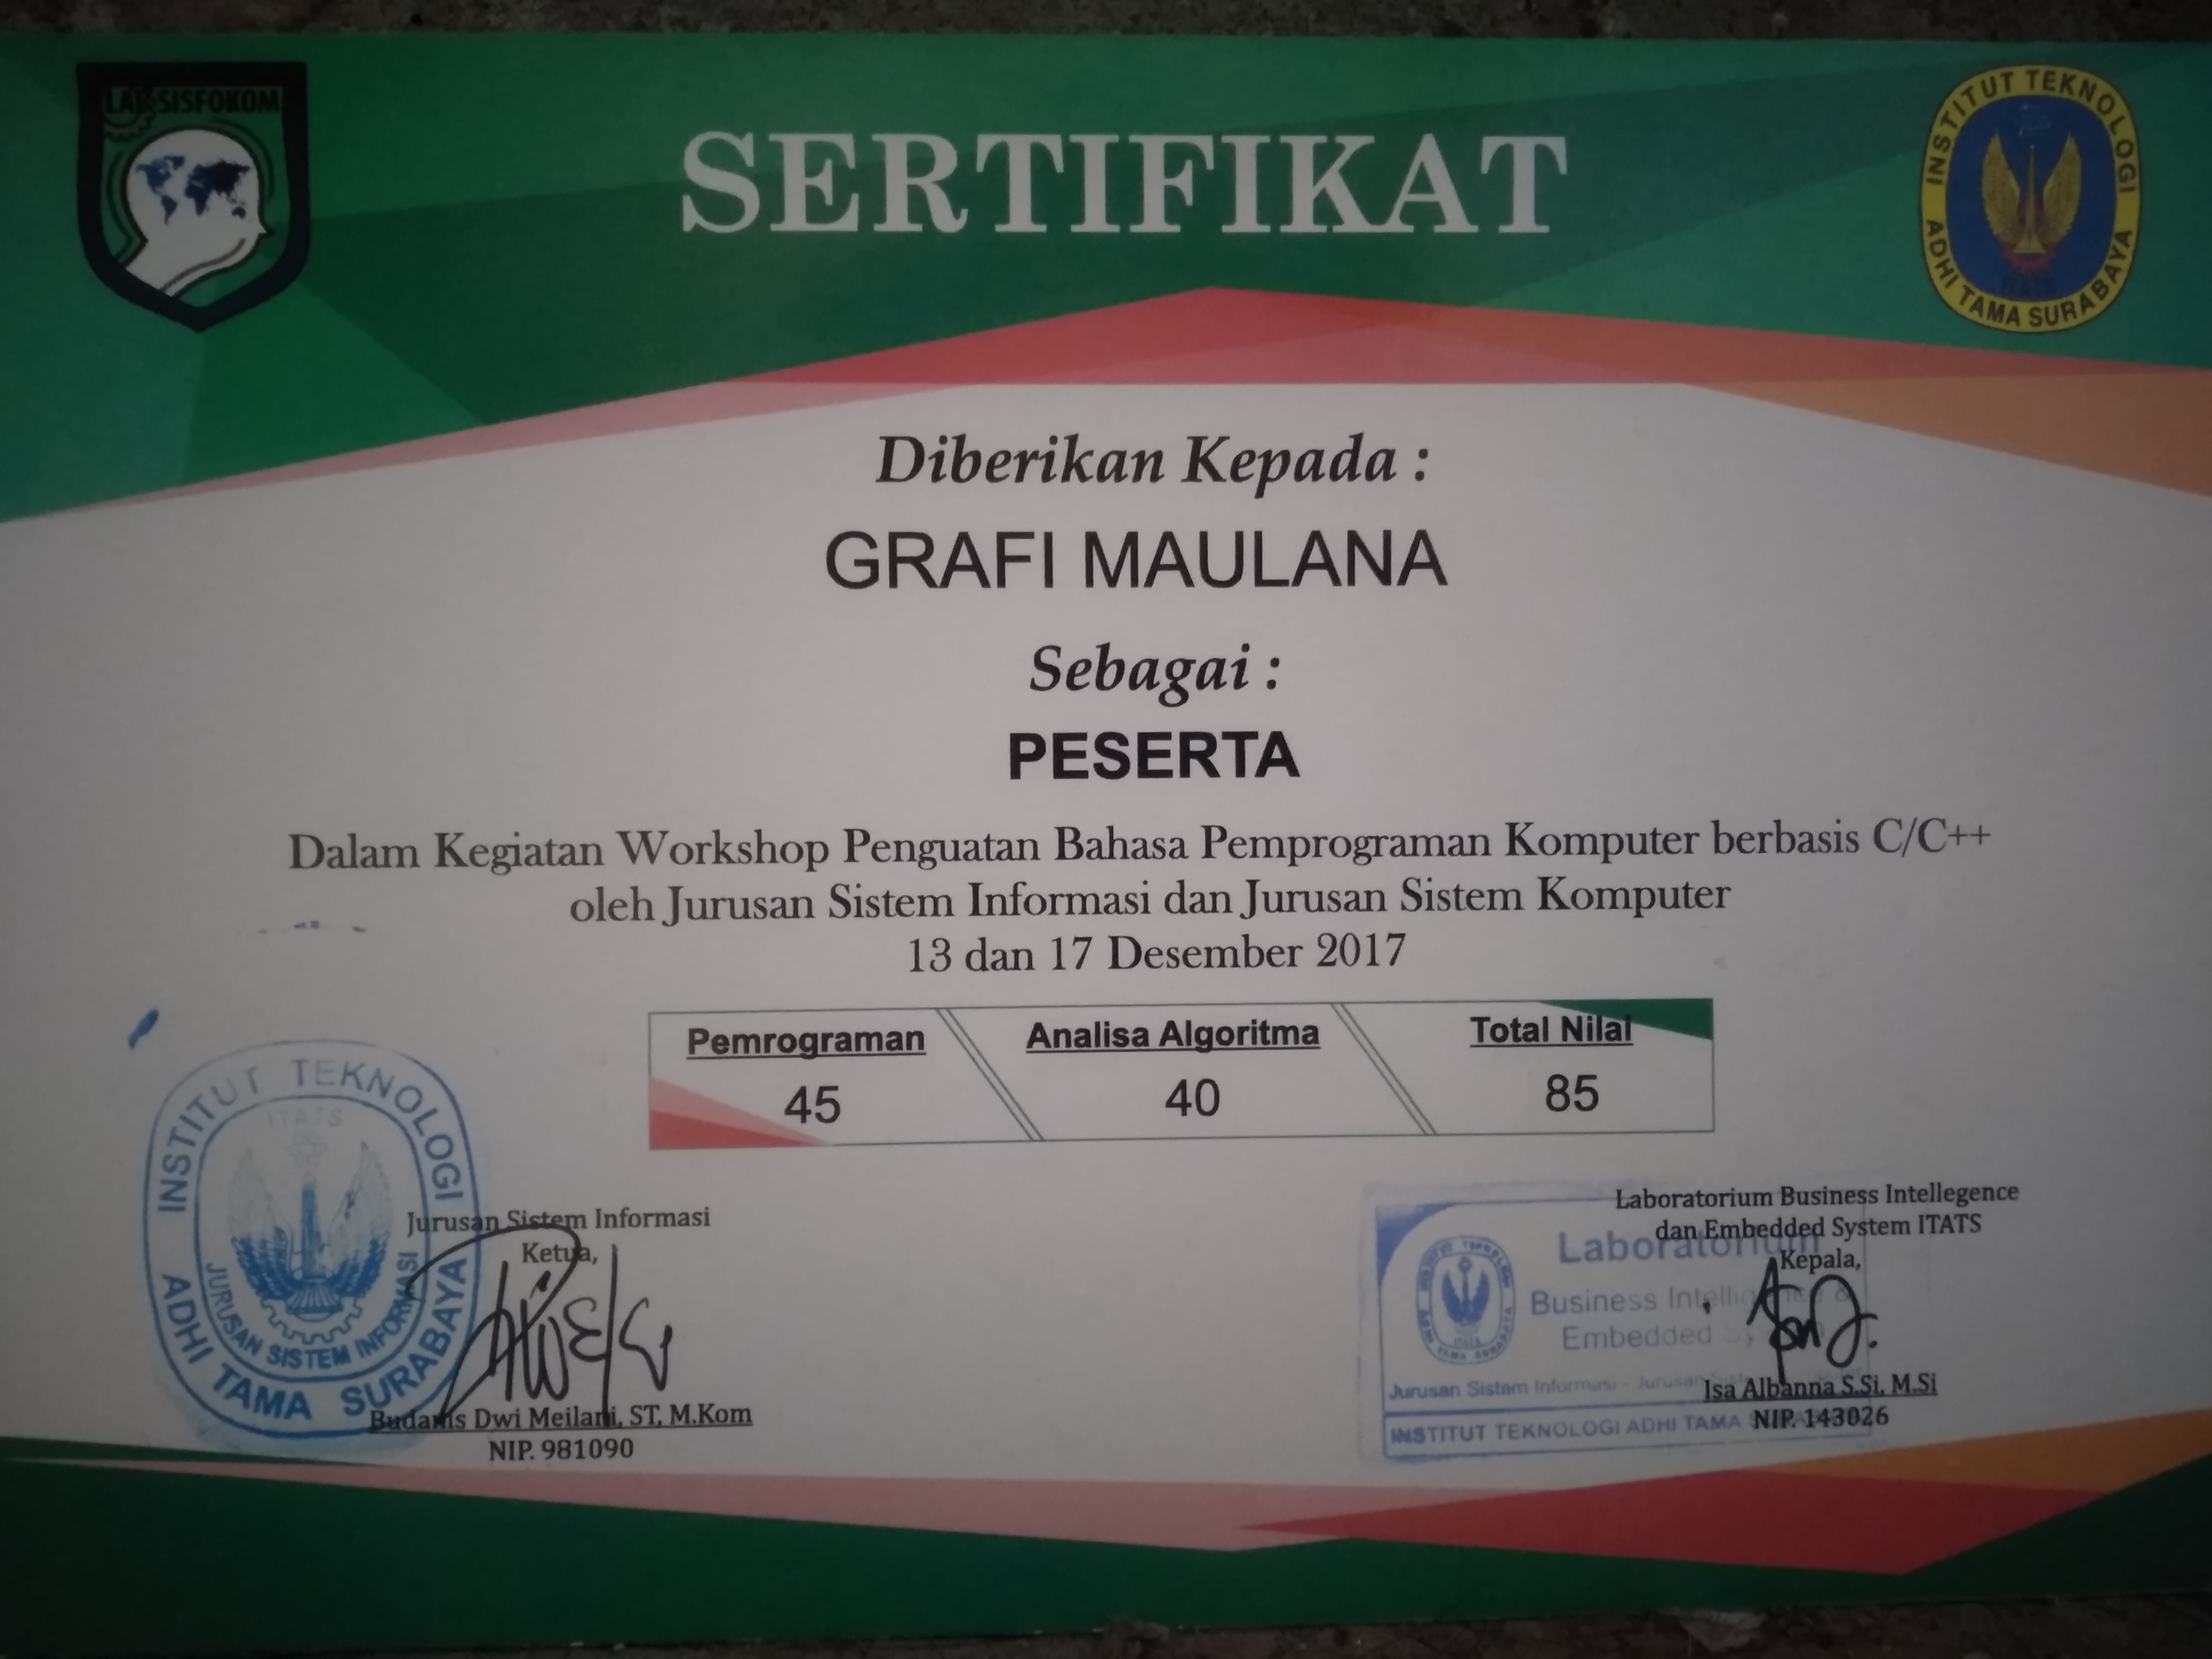 LAB SISFOKOM
SERTIFIKAT
INSTITUT TEKNOLOGI
ADHI TAMA SURABAYA
ITATS
Diberikan Kepada :
GRAFI MAULANA
Sebagai :
PESERTA
Dalam Kegiatan Workshop Penguatan Bahasa Pemprograman Komputer berbasis C/C++
oleh Jurusan Sistem Informasi dan Jurusan Sistem Komputer
13 dan 17 Desember 2017
Pemrograman Analisa Algoritma Total Nilai
45 40 85
INSTITUT TEKNOLOGI
ADHI TAMA SURABAYA
ITATS
JURUSAN SISTEM INFORMASI
Jurusan Sistem Informasi
Ketua,
Budanis Dwi Meilani, ST, M.Kom
NIP. 981090
Laboratorium Business Intellegence
dan Embedded System ITATS
Kepala,
Isa Albanna S.Si, M.Si
NIP. 143026
Laboratorium
Business Intelligence &
Embedded
Jurusan Sistem Informasi - Jurusan
INSTITUT TEKNOLOGI ADHI TAMA